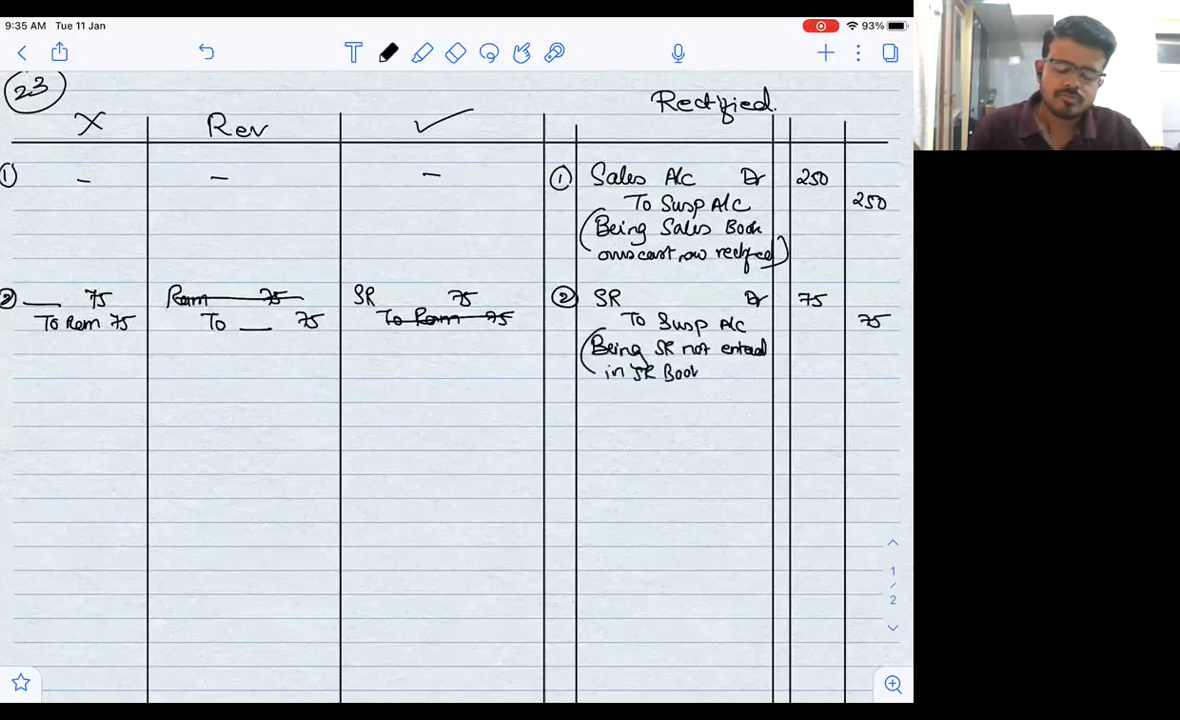 9:35 AM Tue 11 Jan
93%
T
23
X Rev ✓ Rectified.
① – – – ① Sales A/c Dr 250
To Susp A/c 250
(Being Sales Book
overcast now rectified)
② __ 75 Ram 75 SR 75 ② SR Dr 75
To Ram 75 To __ 75 To Ram 75 To Susp A/c 75
(Being SR not entered
in SR Book
1
/
2